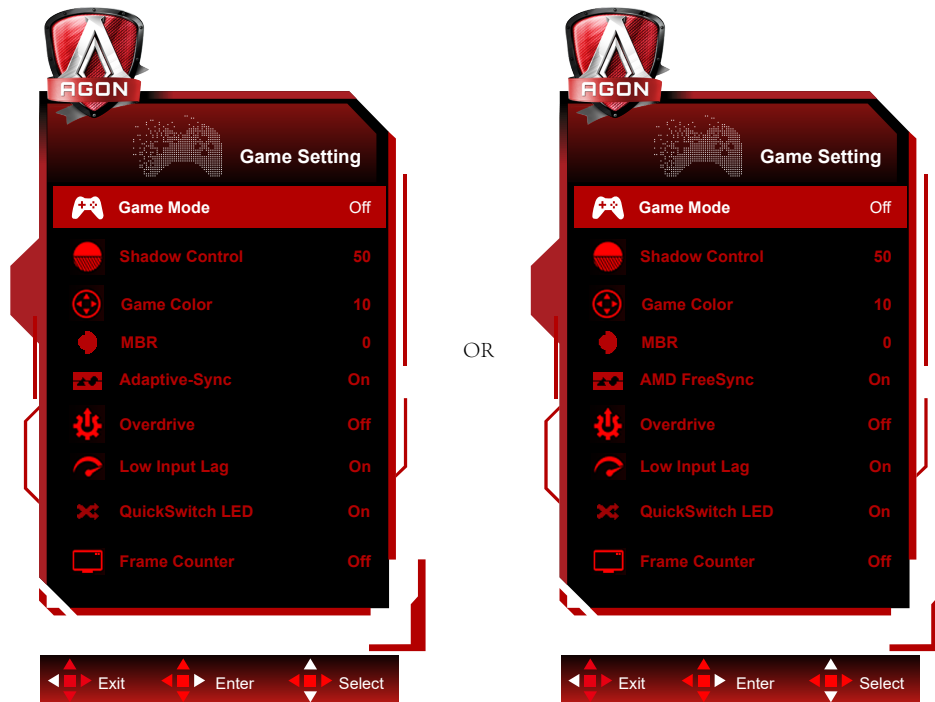 AGON
Game Setting
Game Mode Off
Shadow Control 50
Game Color 10
MBR 0
Adaptive-Sync On
Overdrive Off
Low Input Lag On
QuickSwitch LED On
Frame Counter Off
Exit Enter Select
OR
AGON
Game Setting
Game Mode Off
Shadow Control 50
Game Color 10
MBR 0
AMD FreeSync On
Overdrive Off
Low Input Lag On
QuickSwitch LED On
Frame Counter Off
Exit Enter Select